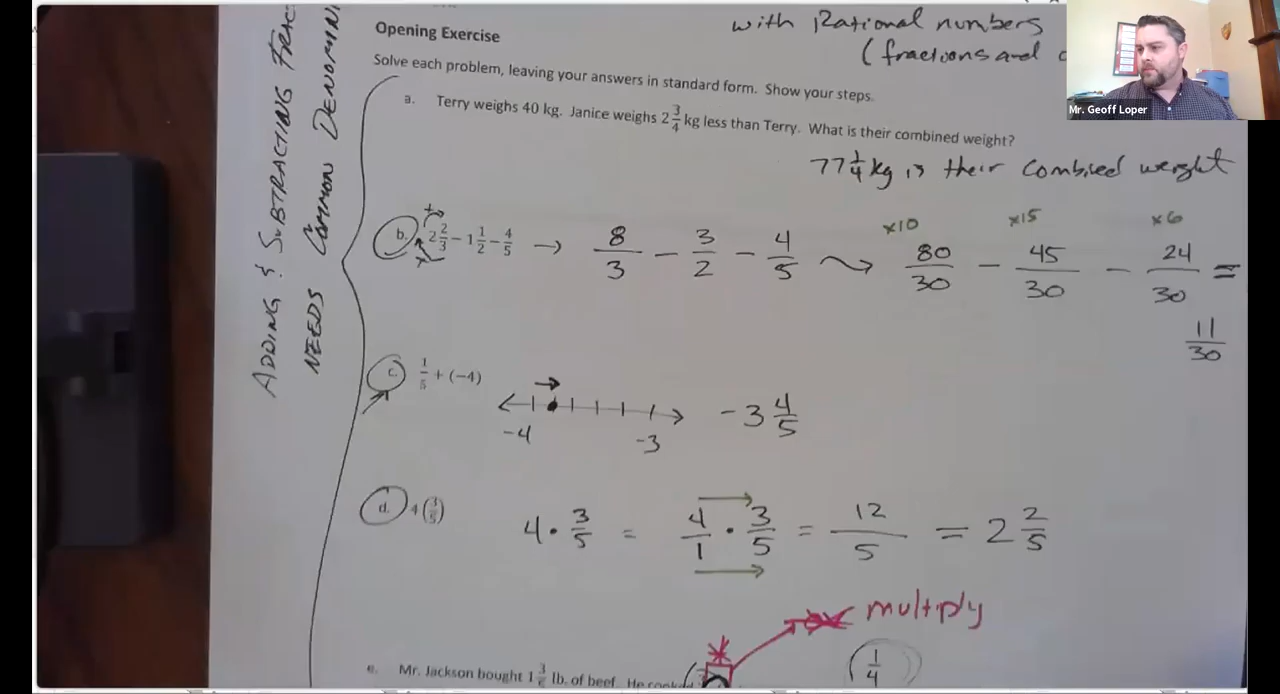 ADDING & SUBTRACTING FRAC
NEEDS COMMON DENOMIN
with Rational numbers
(fractions and
Mr. Geoff Loper
Opening Exercise
Solve each problem, leaving your answers in standard form. Show your steps.
a. Terry weighs 40 kg. Janice weighs 2 3/4 kg less than Terry. What is their combined weight?
77 1/4 kg is their combined weight
x10 x15 x6
b. 2 2/3 - 1 1/2 - 4/5 → 8/3 - 3/2 - 4/5 → 80/30 - 45/30 - 24/30 =
11/30
c. 1/5 + (-4)
-4 -3 -3 4/5
d. 4(3/5) 4 · 3/5 = 4/1 · 3/5 = 12/5 = 2 2/5
multiply
1/4
e. Mr. Jackson bought 1 3/5 lb. of beef. He cooked